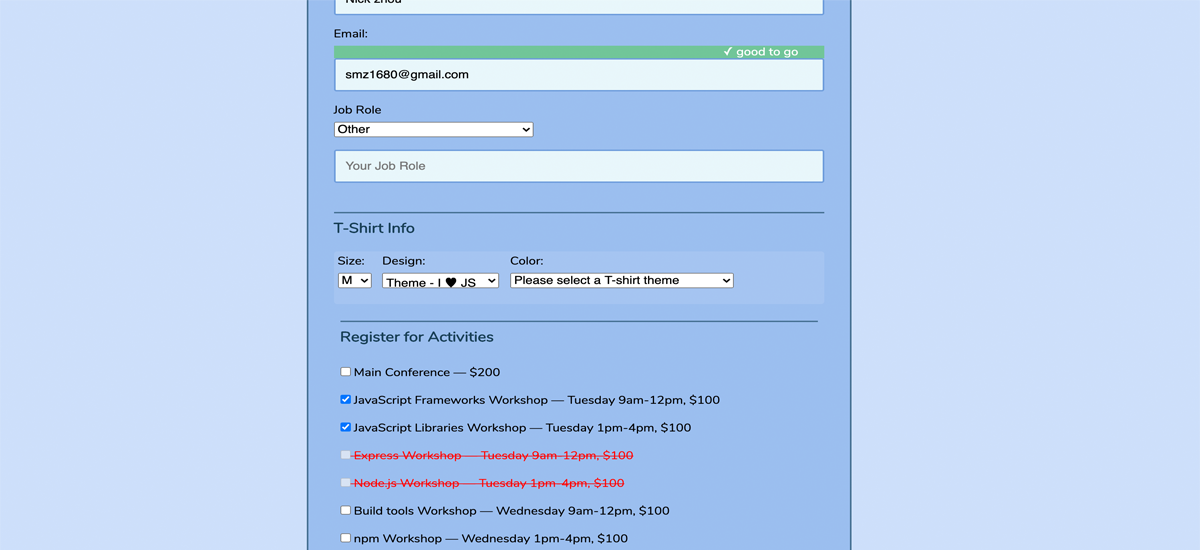 Nick zhou
Email:
✓ good to go
smz1680@gmail.com
Job Role
Other
Your Job Role
T-Shirt Info
Size: Design: Color:
M Theme - I ♥ JS Please select a T-shirt theme
Register for Activities
Main Conference — $200
JavaScript Frameworks Workshop — Tuesday 9am-12pm, $100
JavaScript Libraries Workshop — Tuesday 1pm-4pm, $100
Express Workshop — Tuesday 9am-12pm, $100
Node.js Workshop — Tuesday 1pm-4pm, $100
Build tools Workshop — Wednesday 9am-12pm, $100
npm Workshop — Wednesday 1pm-4pm, $100